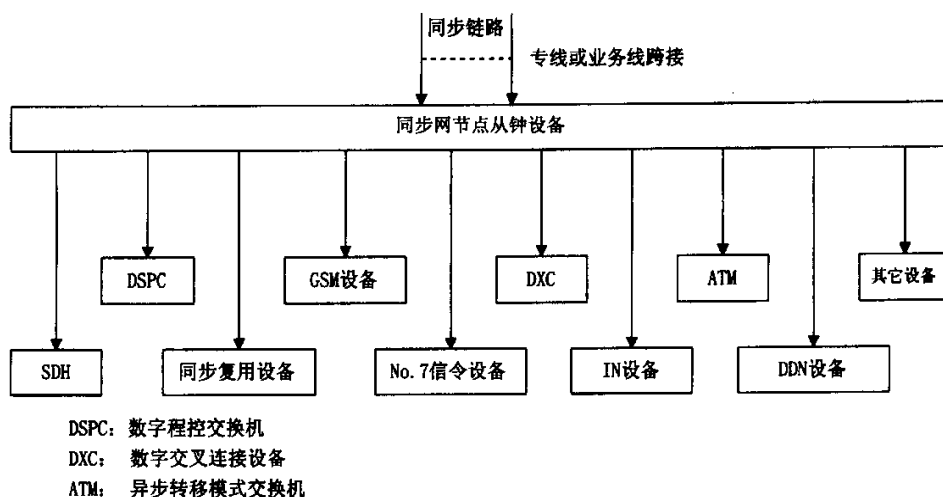 同步链路
专线或业务线跨接
同步网节点从钟设备
DSPC
GSM设备
DXC
ATM
其它设备
SDH
同步复用设备
No.7信令设备
IN设备
DDN设备
DSPC：数字程控交换机
DXC； 数字交叉连接设备
ATM； 异步转移模式交换机